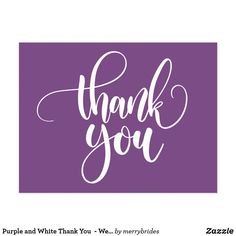 thank
you
Purple and White Thank You - We... by merrybrides
Zazzle